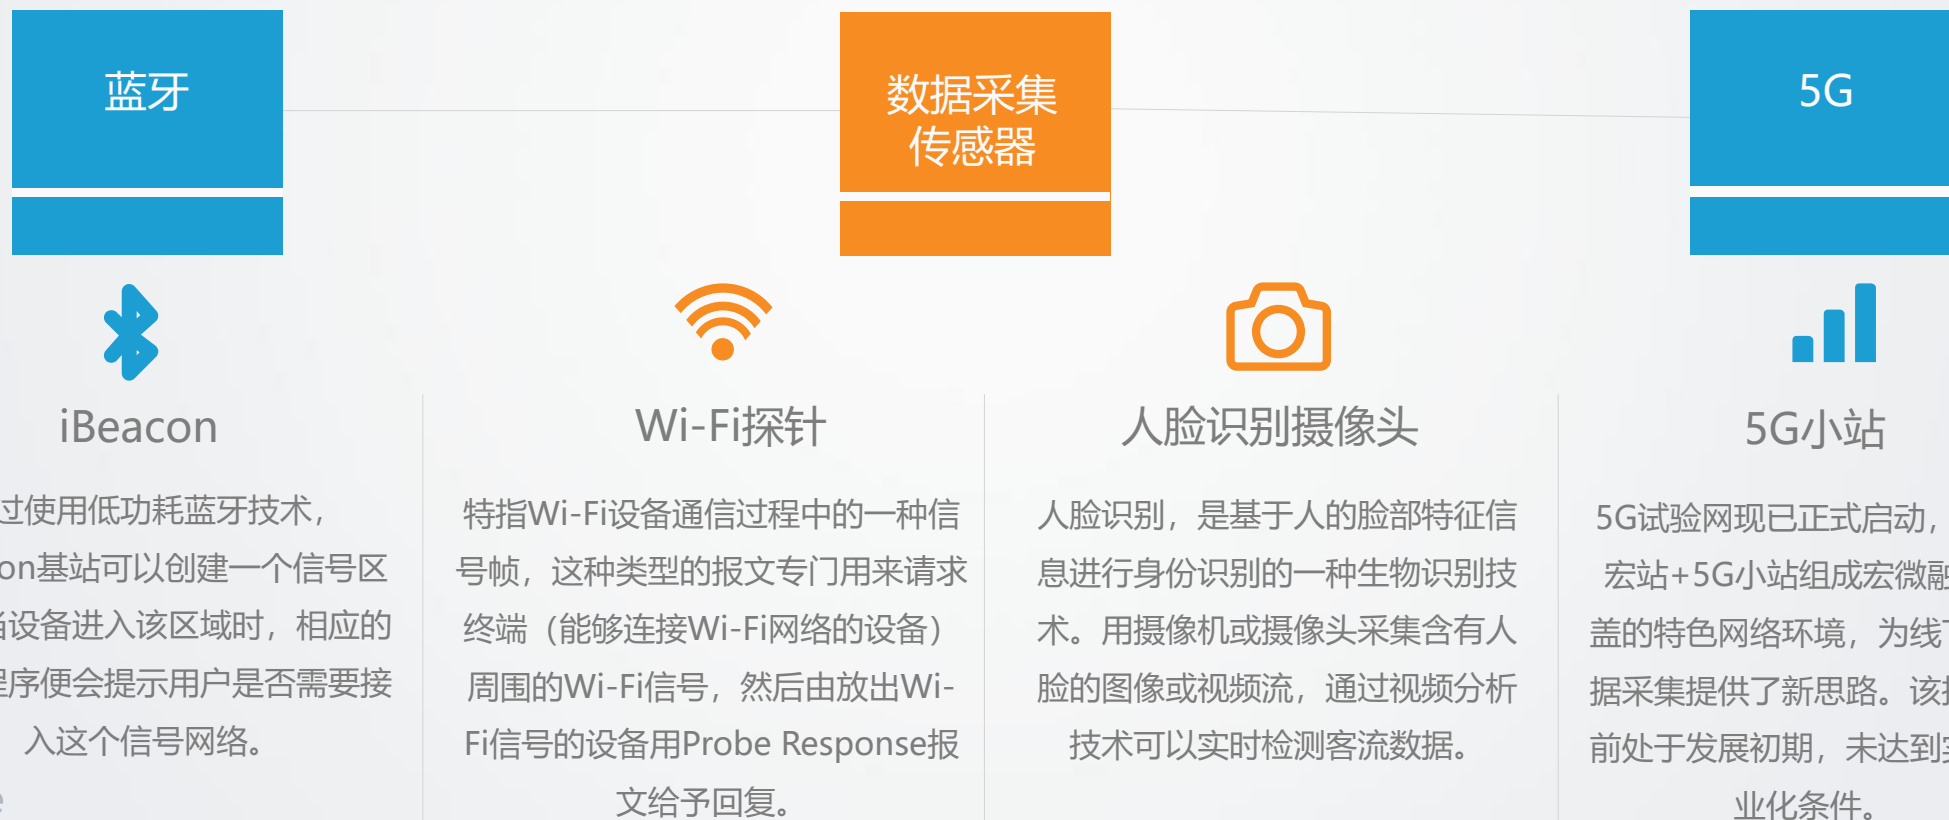 蓝牙
数据采集
传感器
5G
iBeacon
过使用低功耗蓝牙技术，
on基站可以创建一个信号区
当设备进入该区域时，相应的
程序便会提示用户是否需要接
入这个信号网络。
Wi-Fi探针
特指Wi-Fi设备通信过程中的一种信
号帧，这种类型的报文专门用来请求
终端（能够连接Wi-Fi网络的设备）
周围的Wi-Fi信号，然后由放出Wi-
Fi信号的设备用Probe Response报
文给予回复。
人脸识别摄像头
人脸识别，是基于人的脸部特征信
息进行身份识别的一种生物识别技
术。用摄像机或摄像头采集含有人
脸的图像或视频流，通过视频分析
技术可以实时检测客流数据。
5G小站
5G试验网现已正式启动，
宏站+5G小站组成宏微融
盖的特色网络环境，为线下
据采集提供了新思路。该技
前处于发展初期，未达到实
业化条件。